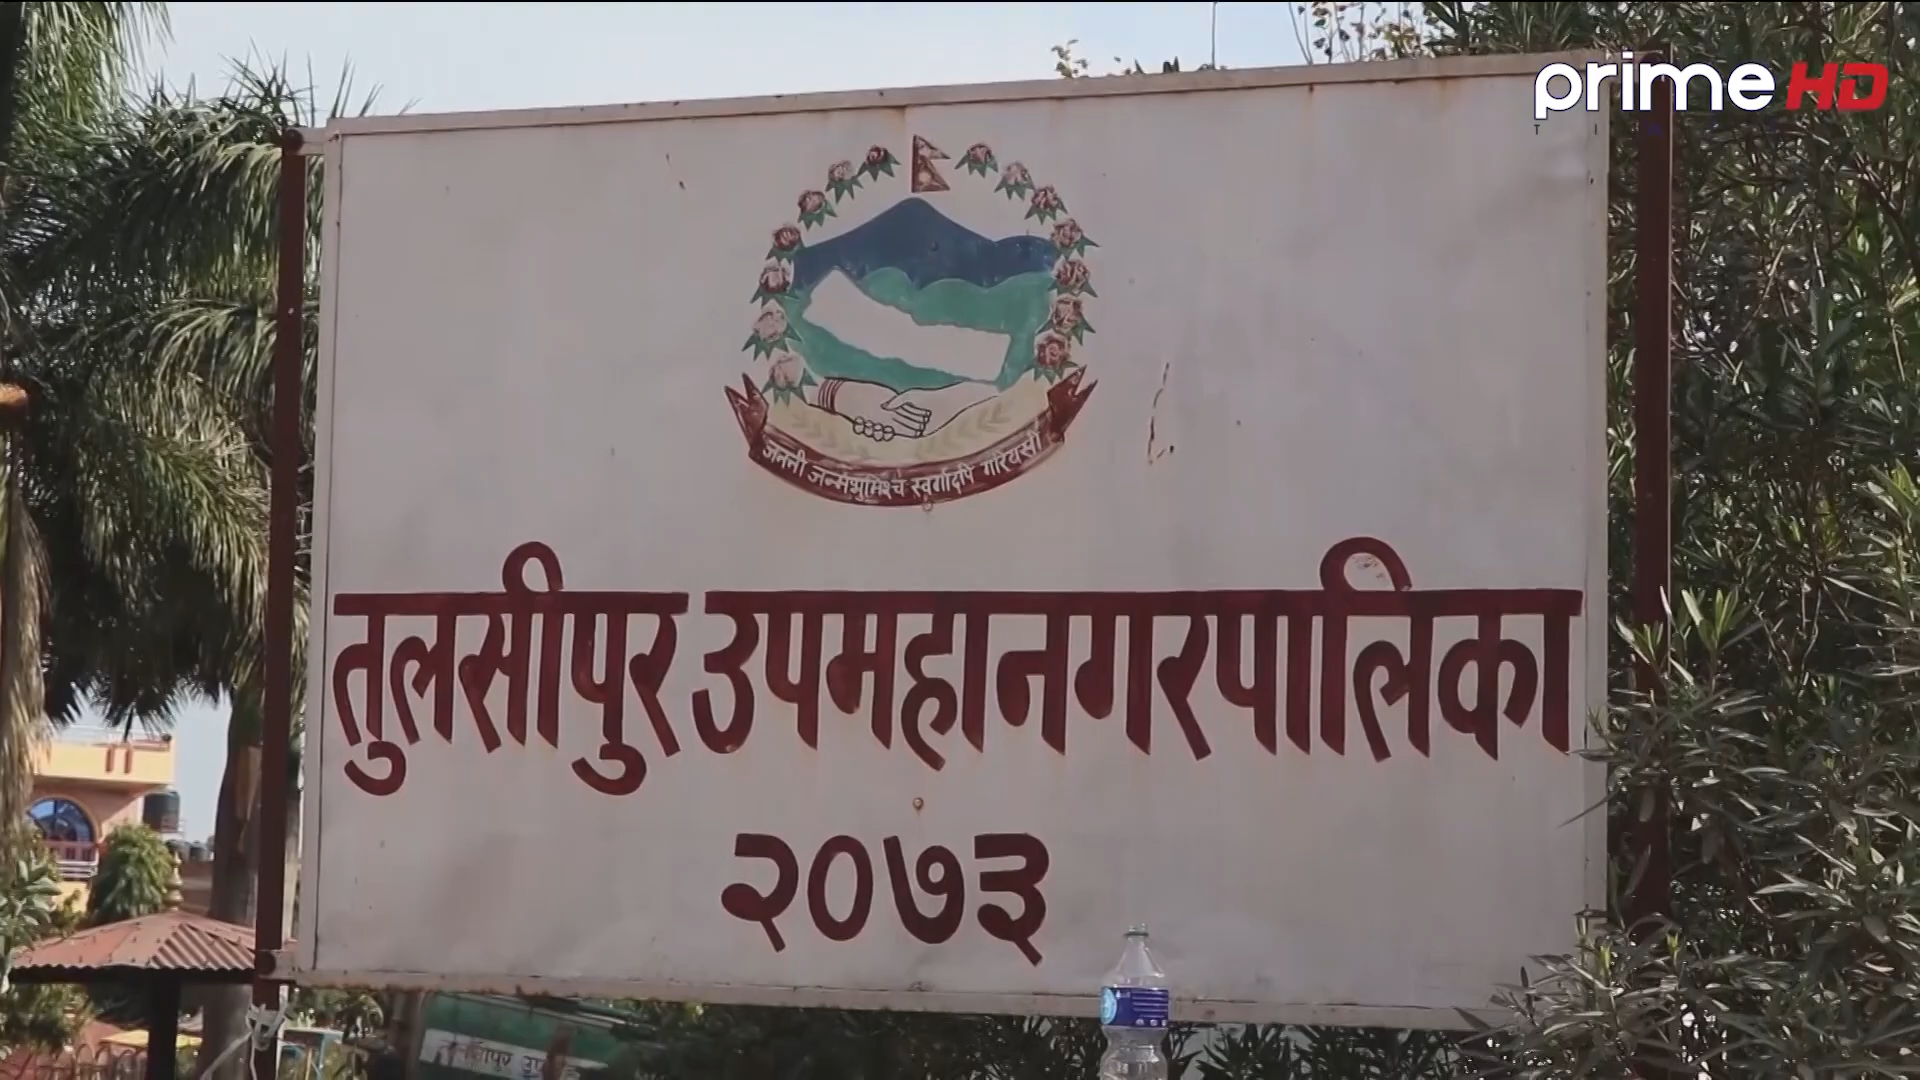 prime HD
जननी जन्मभूमिश्च स्वर्गादपि गरियसी
तुलसीपुर उपमहानगरपालिका
२०७३